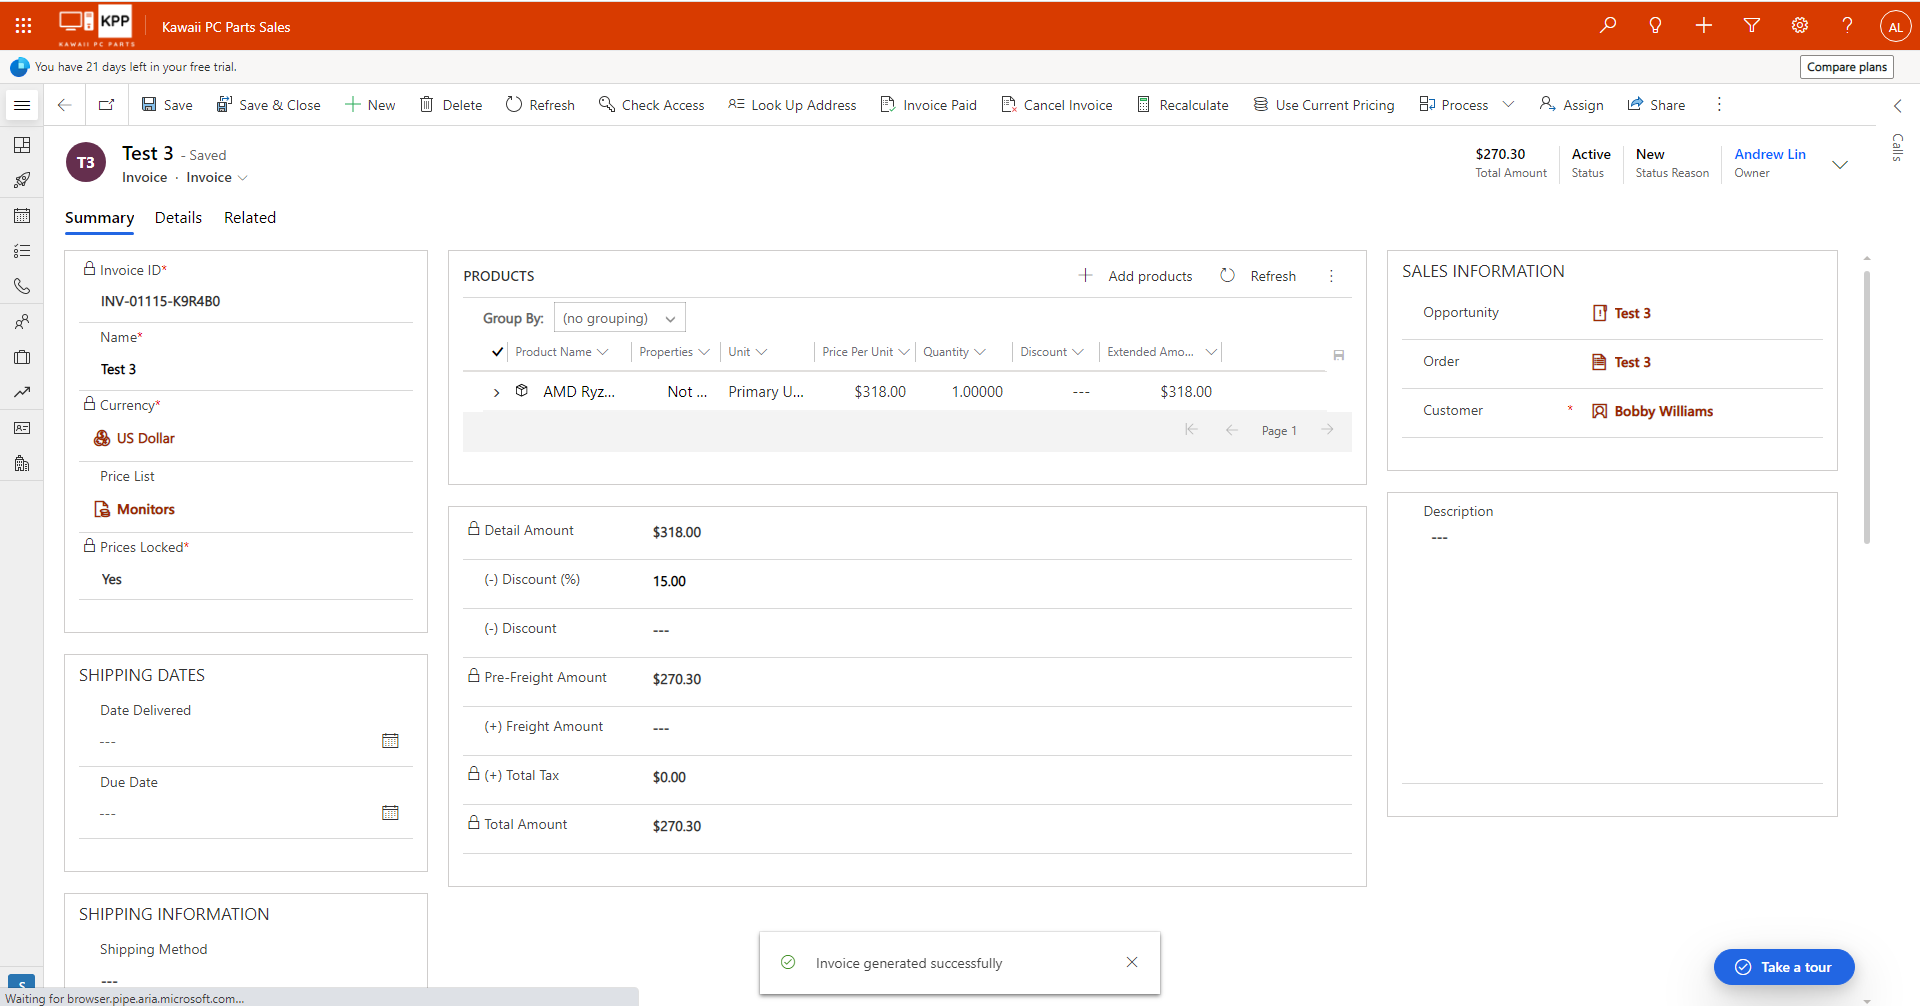 KPP
KAWAII PC PARTS
Kawaii PC Parts Sales
AL
You have 21 days left in your free trial.
Compare plans
Save
Save & Close
New
Delete
Refresh
Check Access
Look Up Address
Invoice Paid
Cancel Invoice
Recalculate
Use Current Pricing
Process
Assign
Share
Calls
T3
Test 3 - Saved
Invoice · Invoice
$270.30
Total Amount
Active
Status
New
Status Reason
Andrew Lin
Owner
Summary
Details
Related
Invoice ID*
INV-01115-K9R4B0
Name*
Test 3
Currency*
US Dollar
Price List
Monitors
Prices Locked*
Yes
SHIPPING DATES
Date Delivered
---
Due Date
---
SHIPPING INFORMATION
Shipping Method
---
PRODUCTS
Add products
Refresh
Group By: (no grouping)
Product Name
Properties
Unit
Price Per Unit
Quantity
Discount
Extended Amo...
AMD Ryz...
Not ...
Primary U...
$318.00
1.00000
---
$318.00
Page 1
Detail Amount $318.00
(-) Discount (%) 15.00
(-) Discount ---
Pre-Freight Amount $270.30
(+) Freight Amount ---
(+) Total Tax $0.00
Total Amount $270.30
SALES INFORMATION
Opportunity Test 3
Order Test 3
Customer * Bobby Williams
Description
---
Invoice generated successfully
Take a tour
S
Waiting for browser.pipe.aria.microsoft.com...